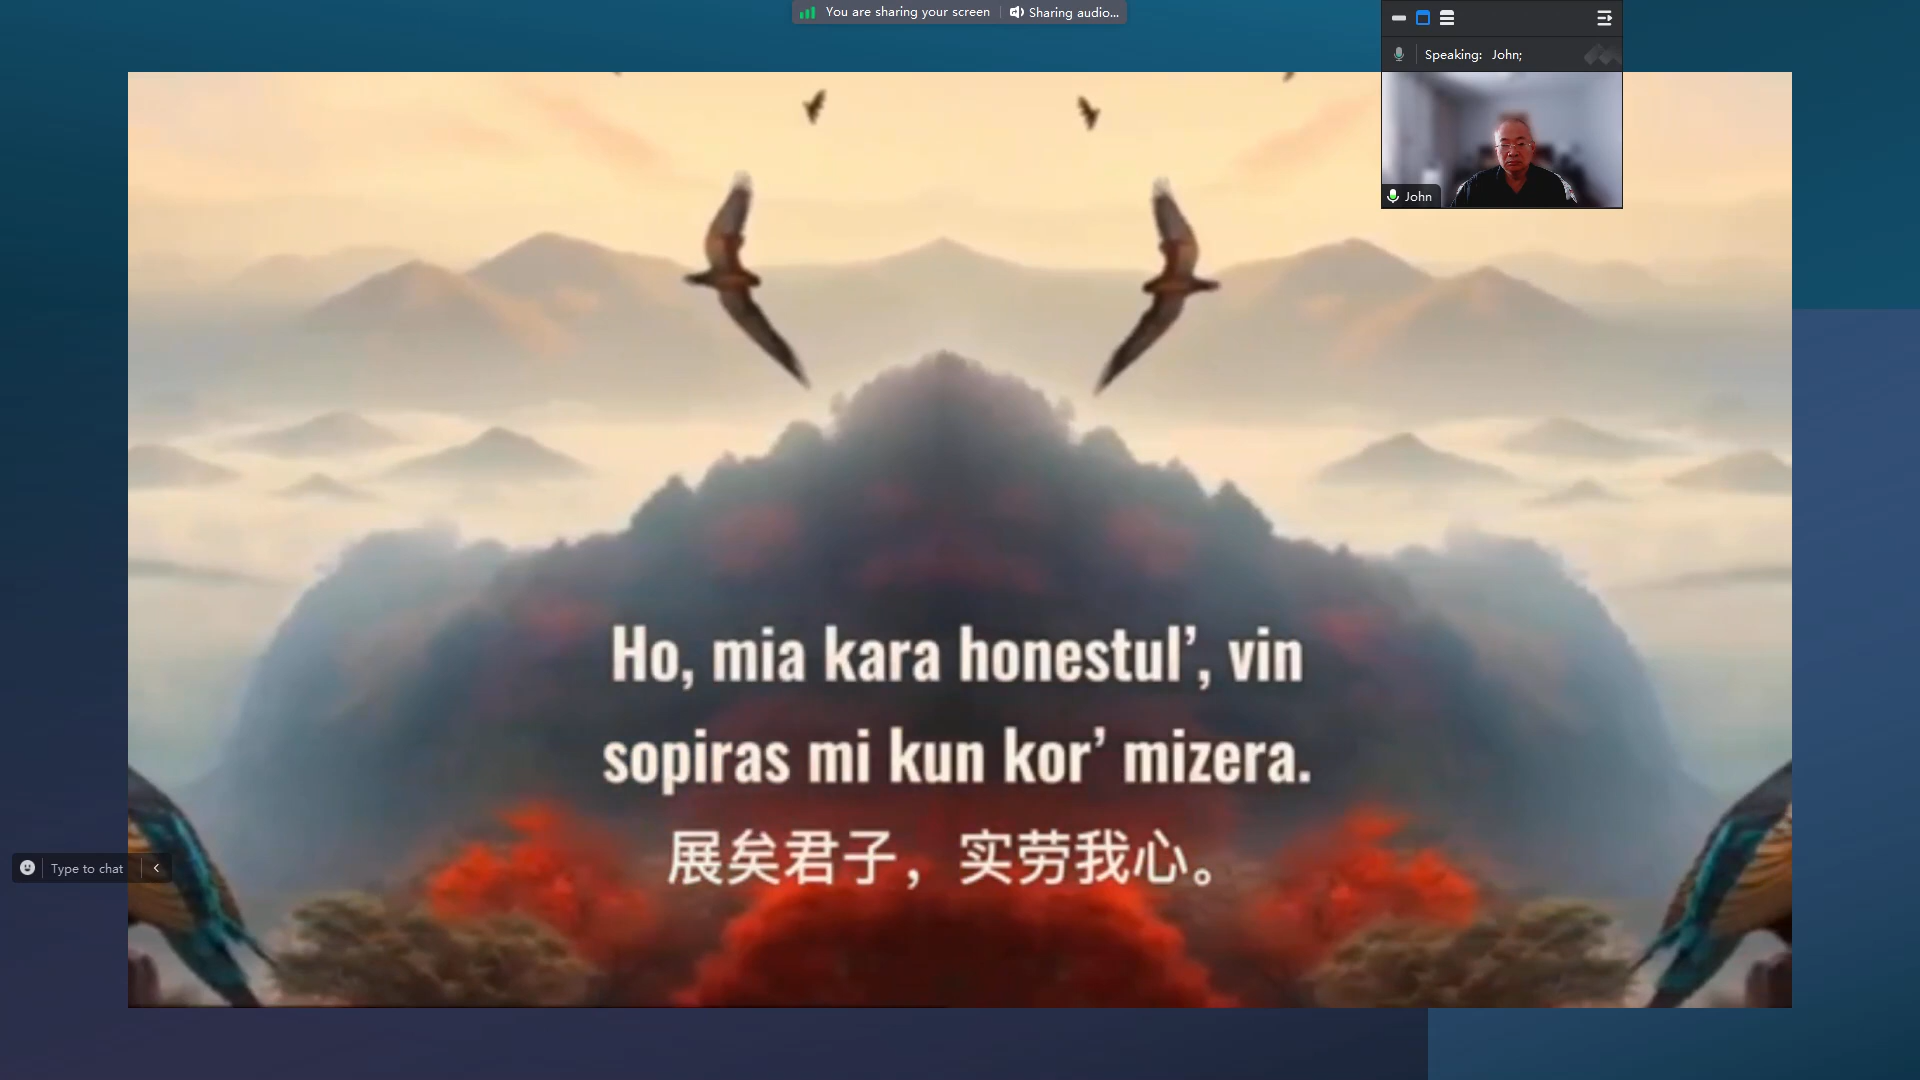 You are sharing your screen
Sharing audio...
Speaking: John;
John
Ho, mia kara honestul’, vin
sopiras mi kun kor’ mizera.
展矣君子，实劳我心。
Type to chat